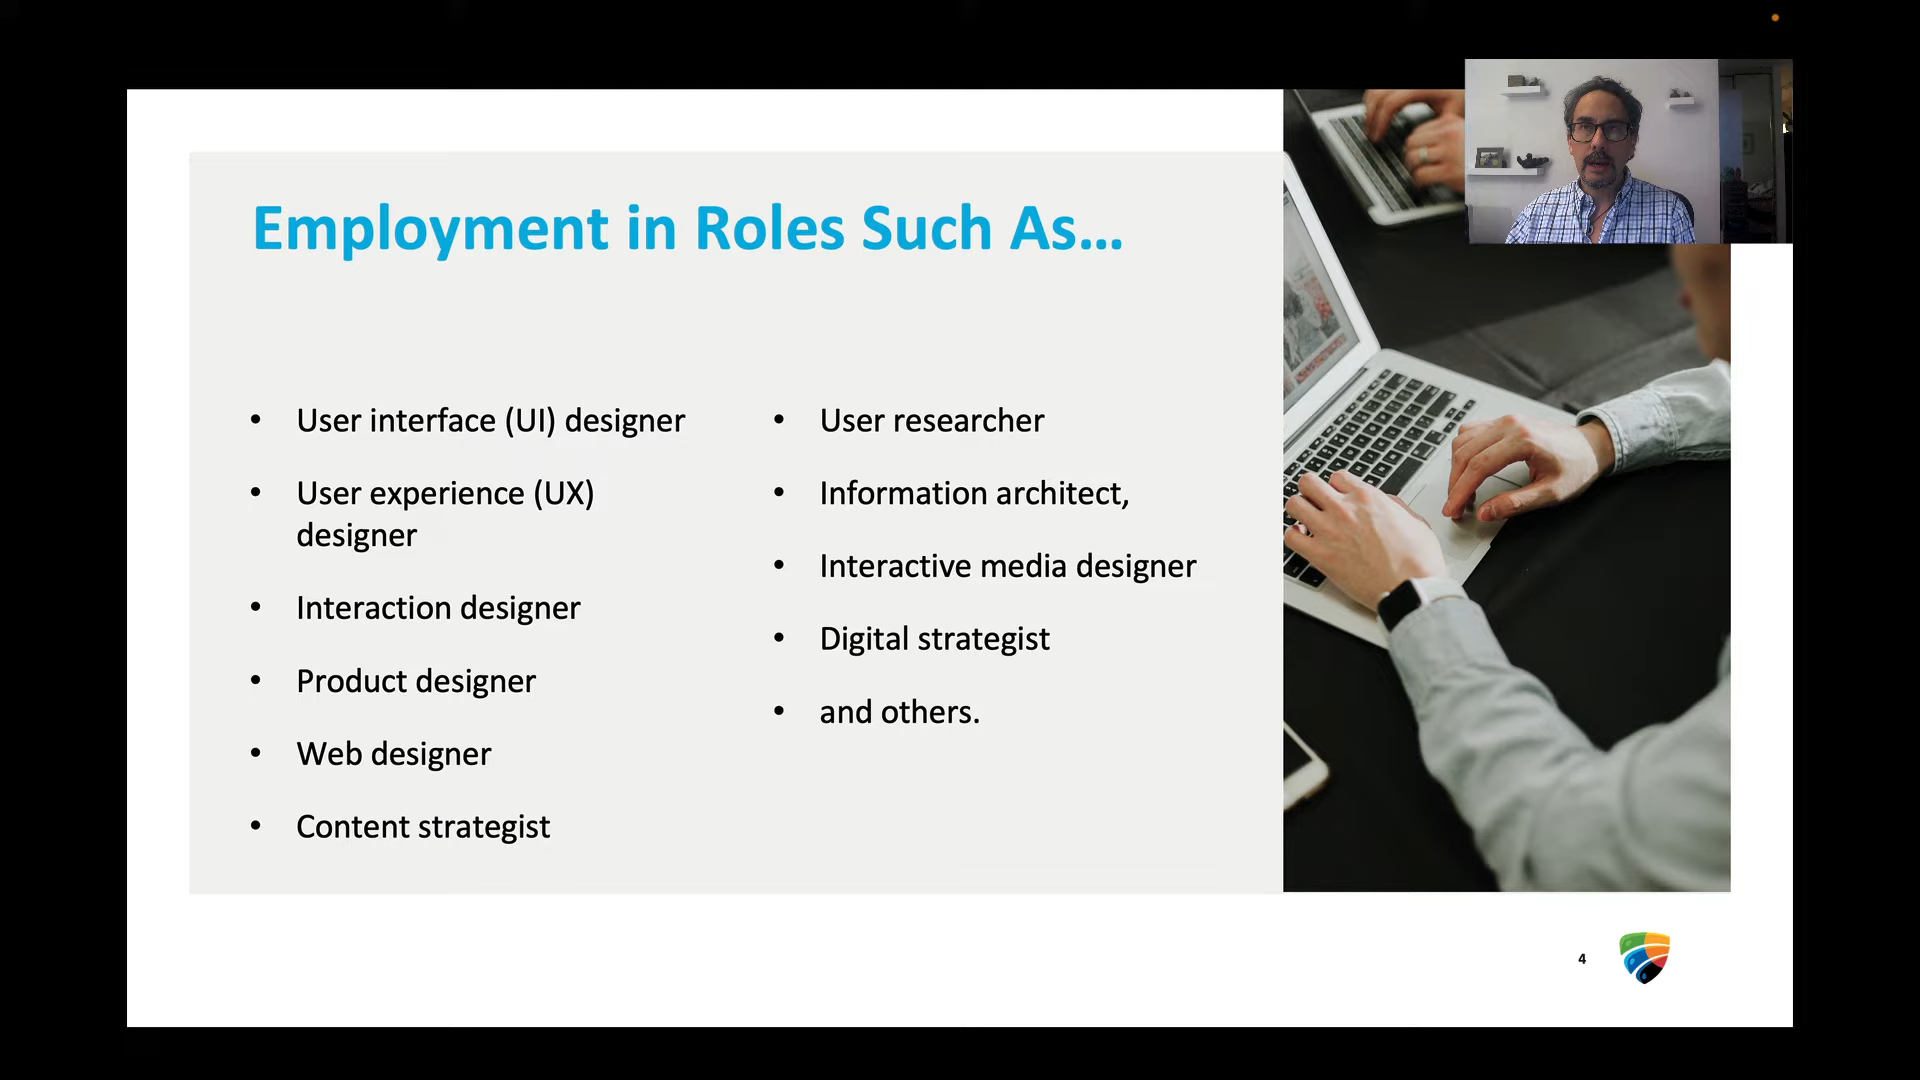 Employment in Roles Such As...
• User interface (UI) designer
• User experience (UX)
designer
• Interaction designer
• Product designer
• Web designer
• Content strategist
• User researcher
• Information architect,
• Interactive media designer
• Digital strategist
• and others.
4